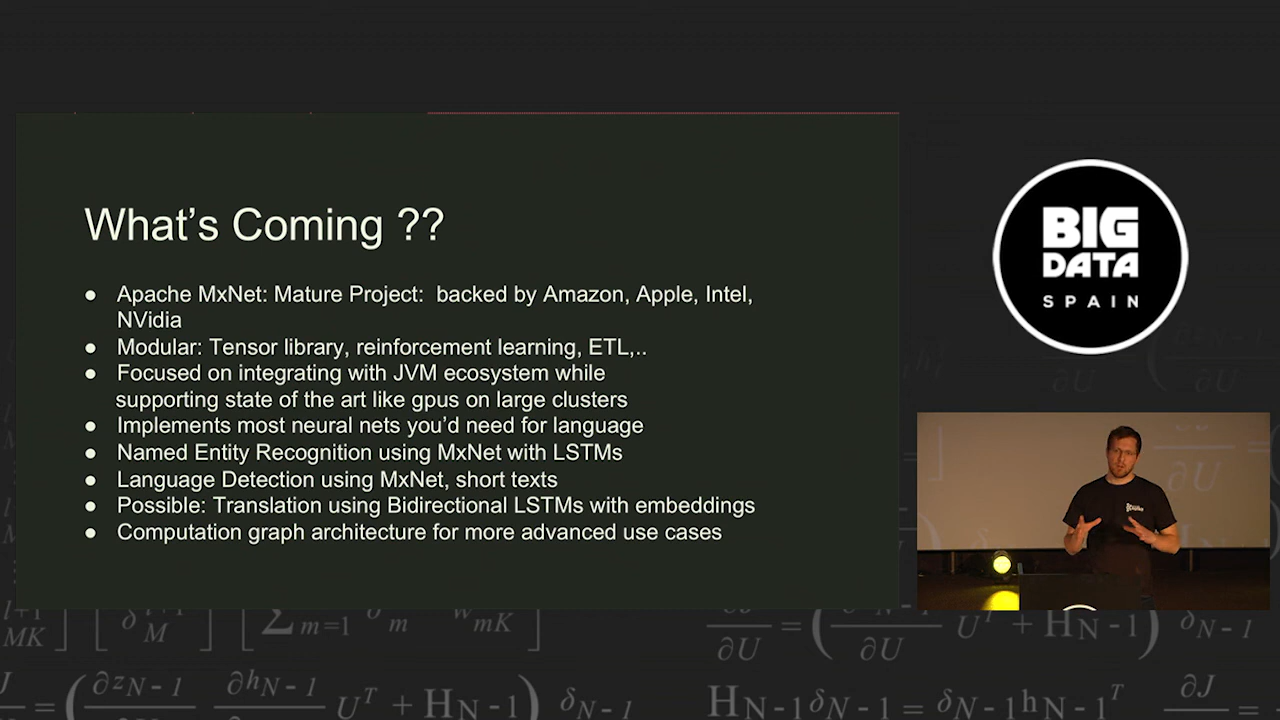 What's Coming ??
● Apache MxNet: Mature Project:  backed by Amazon, Apple, Intel,
NVidia
● Modular: Tensor library, reinforcement learning, ETL,..
● Focused on integrating with JVM ecosystem while
supporting state of the art like gpus on large clusters
● Implements most neural nets you'd need for language
● Named Entity Recognition using MxNet with LSTMs
● Language Detection using MxNet, short texts
● Possible: Translation using Bidirectional LSTMs with embeddings
● Computation graph architecture for more advanced use cases
BIG
DATA
SPAIN